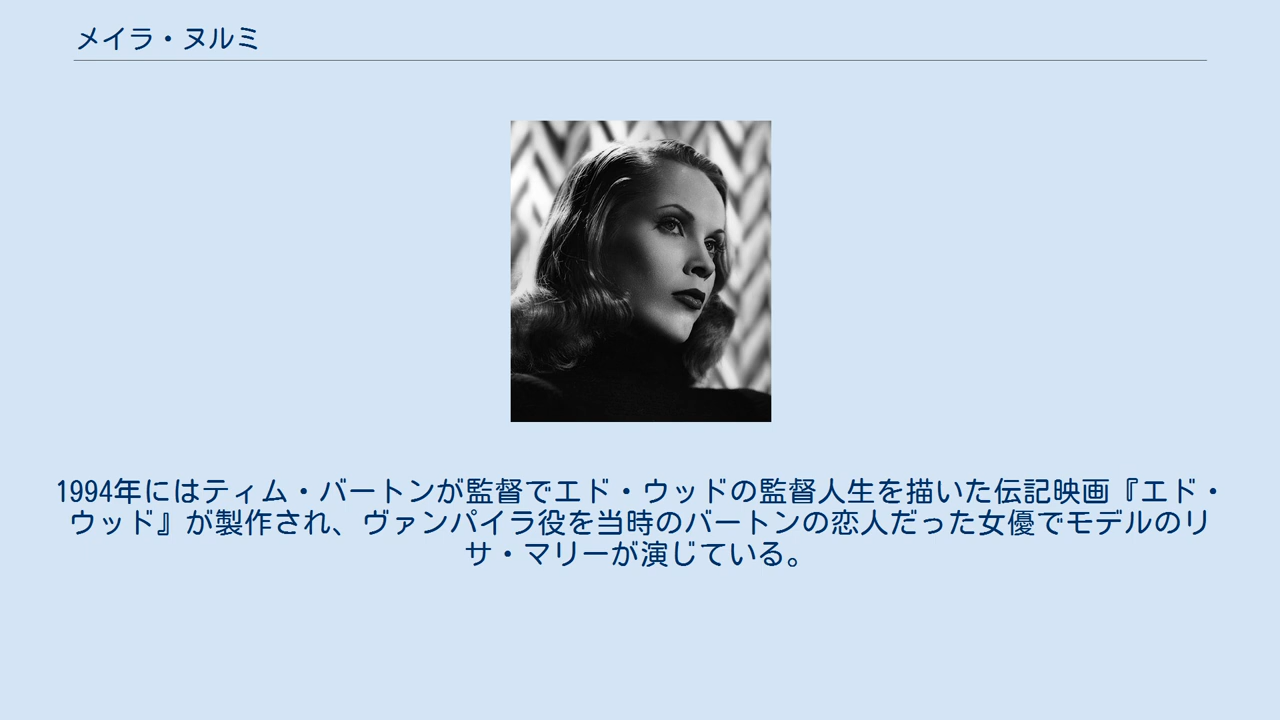 メイラ・ヌルミ
1994年にはティム・バートンが監督でエド・ウッドの監督人生を描いた伝記映画『エド・
ウッド』が製作され、ヴァンパイラ役を当時のバートンの恋人だった女優でモデルのリ
サ・マリーが演じている。